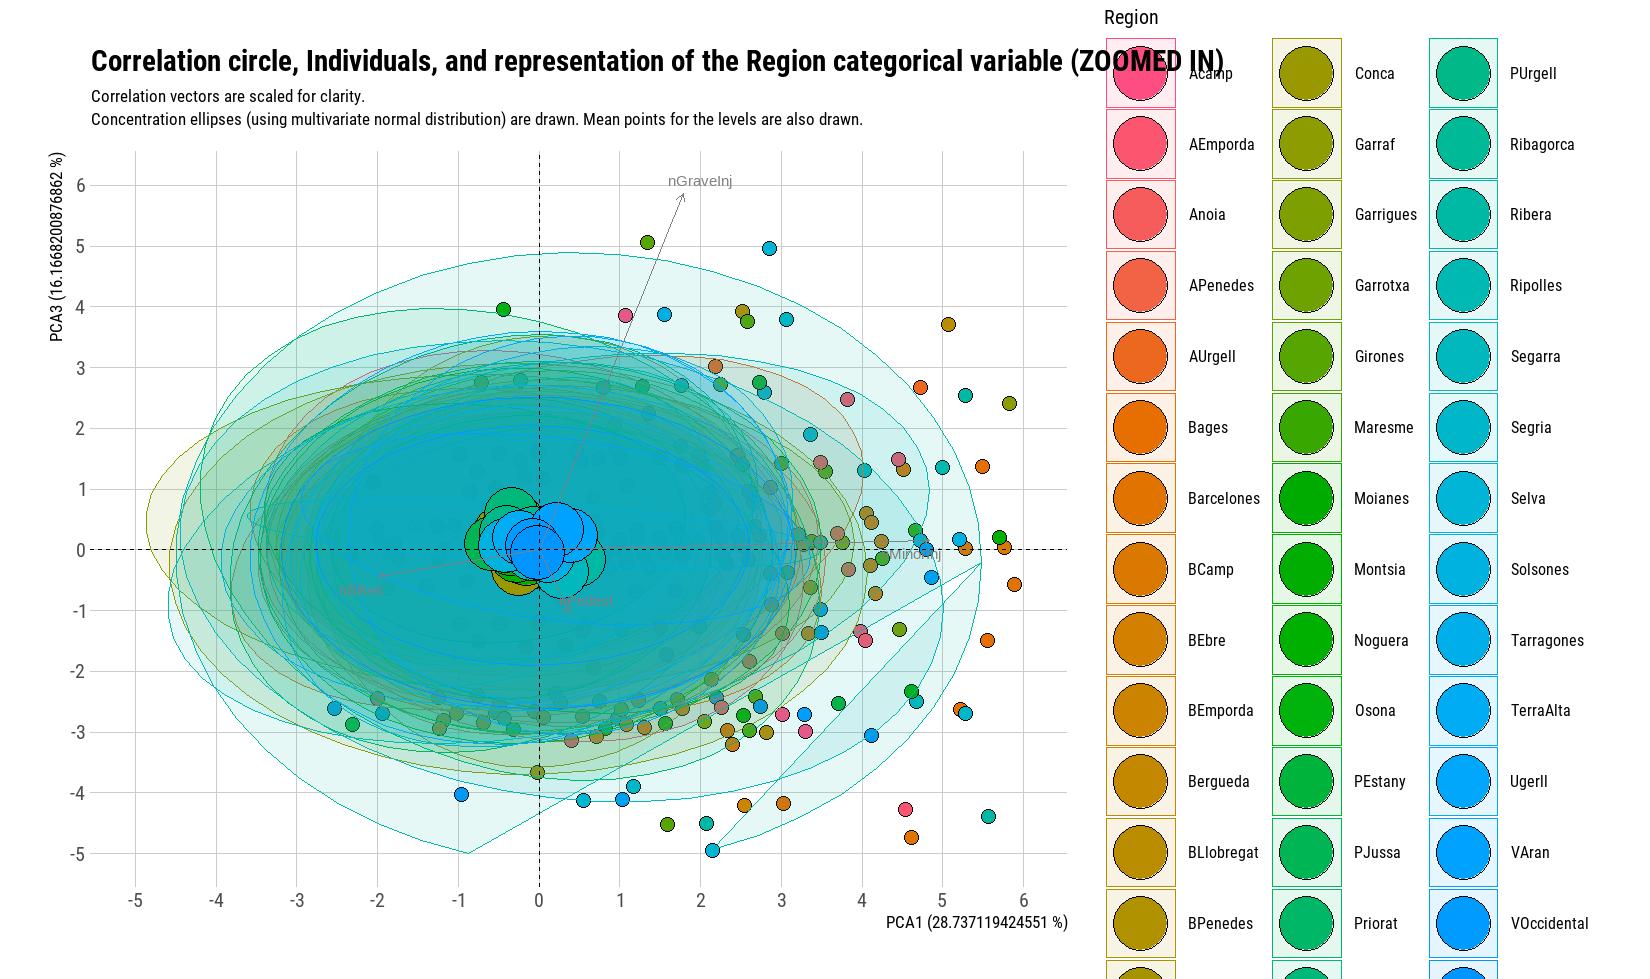 Region
Correlation circle, Individuals, and representation of the Region categorical variable (ZOOMED IN)
Correlation vectors are scaled for clarity.
Concentration ellipses (using multivariate normal distribution) are drawn. Mean points for the levels are also drawn.
PCA3 (16.1668200876862 %)
6
5
4
3
2
1
0
-1
-2
-3
-4
-5
nGraveInj
-5
-4
-3
-2
-1
0
1
2
3
4
5
6
PCA1 (28.737119424551 %)
Acamp
AEmporda
Anoia
APenedes
AUrgell
Bages
Barcelones
BCamp
BEbre
BEmporda
Bergueda
BLlobregat
BPenedes
Conca
Garraf
Garrigues
Garrotxa
Girones
Maresme
Moianes
Montsia
Noguera
Osona
PEstany
PJussa
Priorat
PUrgell
Ribagorca
Ribera
Ripolles
Segarra
Segria
Selva
Solsones
Tarragones
TerraAlta
Ugerll
VAran
VOccidental